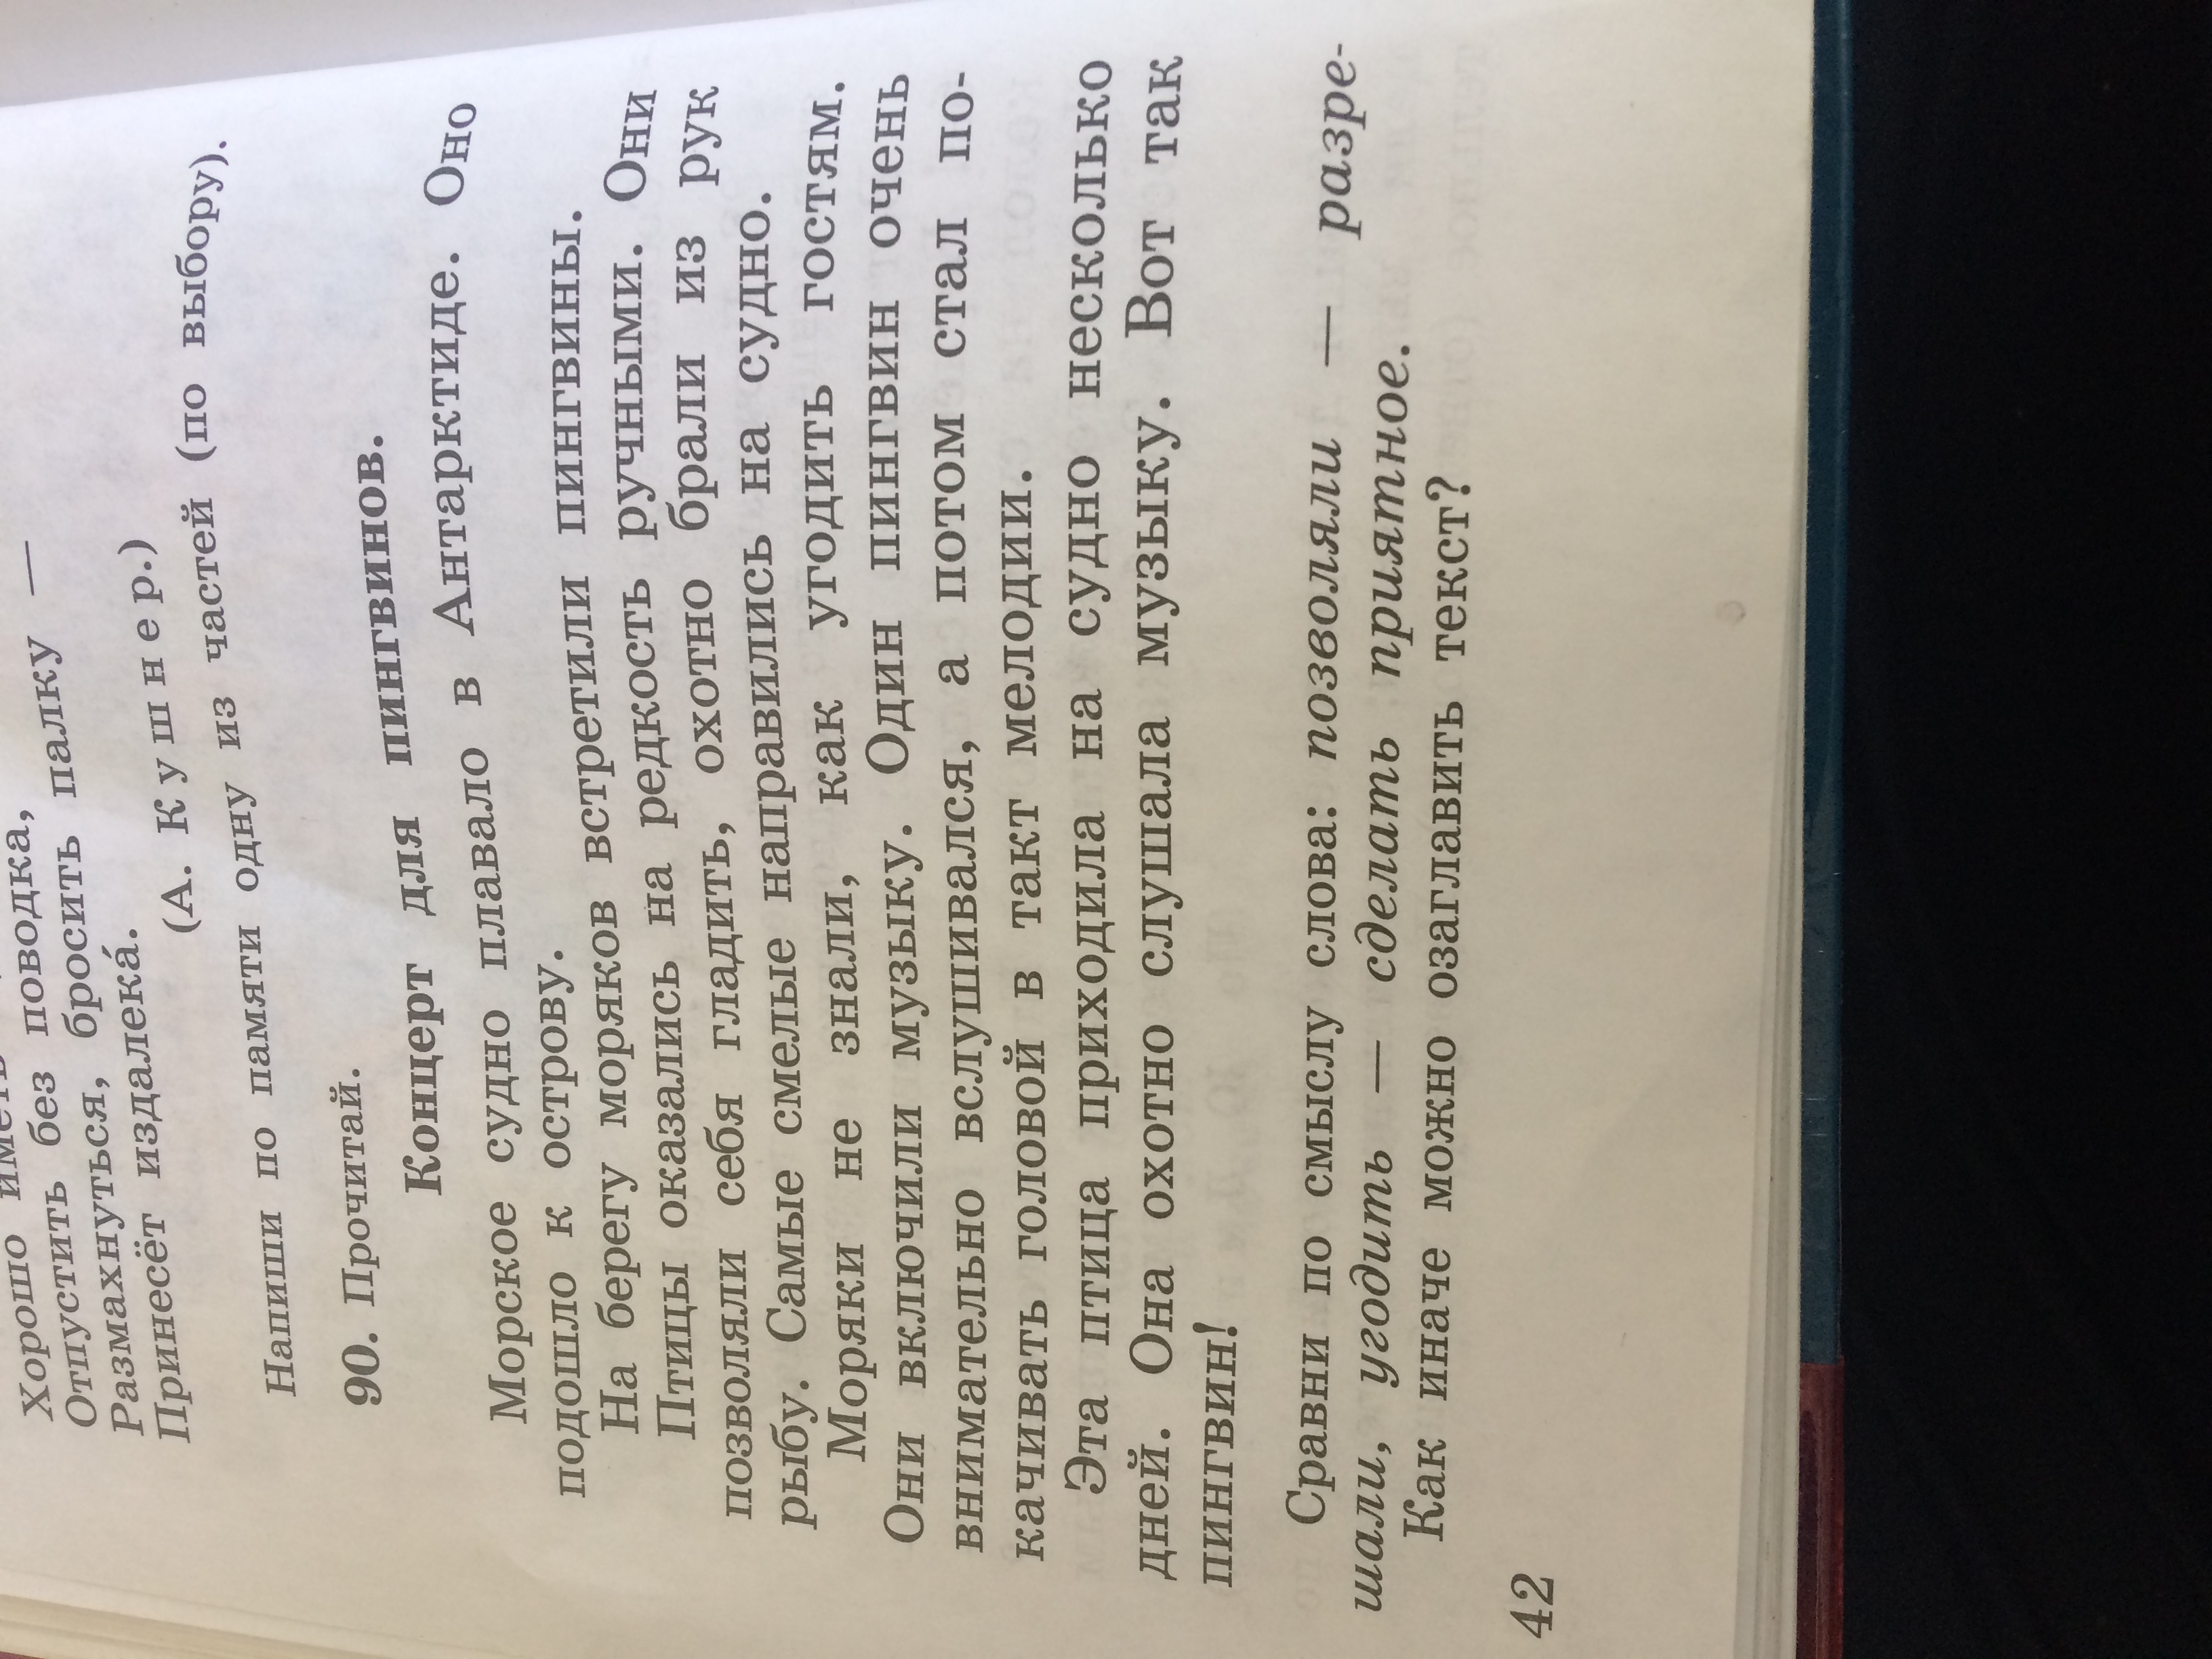 Хорошо иметь
Отпустить без поводка,
Размахнуться, бросить палку —
Принесёт издалека́.
(А. Кушнер.)
Напиши по памяти одну из частей (по выбору).
90. Прочитай.
Концерт для пингвинов.
Морское судно плавало в Антарктиде. Оно
подошло к острову.
На берегу моряков встретили пингвины.
Птицы оказались на редкость ручными. Они
позволяли себя гладить, охотно брали из рук
рыбу. Самые смелые направились на судно.
Моряки не знали, как угодить гостям.
Они включили музыку. Один пингвин очень
внимательно вслушивался, а потом стал по-
качивать головой в такт мелодии.
Эта птица приходила на судно несколько
дней. Она охотно слушала музыку. Вот так
пингвин!
Сравни по смыслу слова: позволяли — разре-
шали, угодить — сделать приятное.
Как иначе можно озаглавить текст?
42